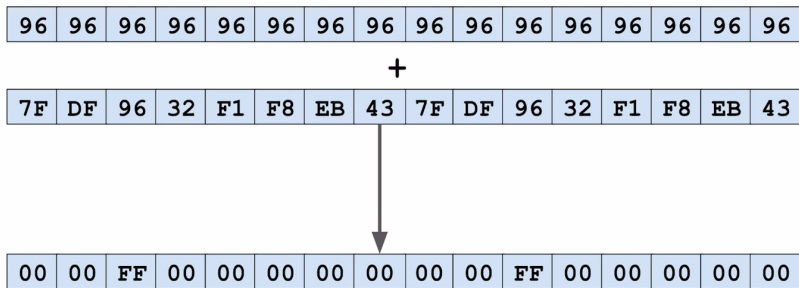 96 96 96 96 96 96 96 96 96 96 96 96 96 96 96 96
+
7F DF 96 32 F1 F8 EB 43 7F DF 96 32 F1 F8 EB 43
00 00 FF 00 00 00 00 00 00 00 FF 00 00 00 00 00